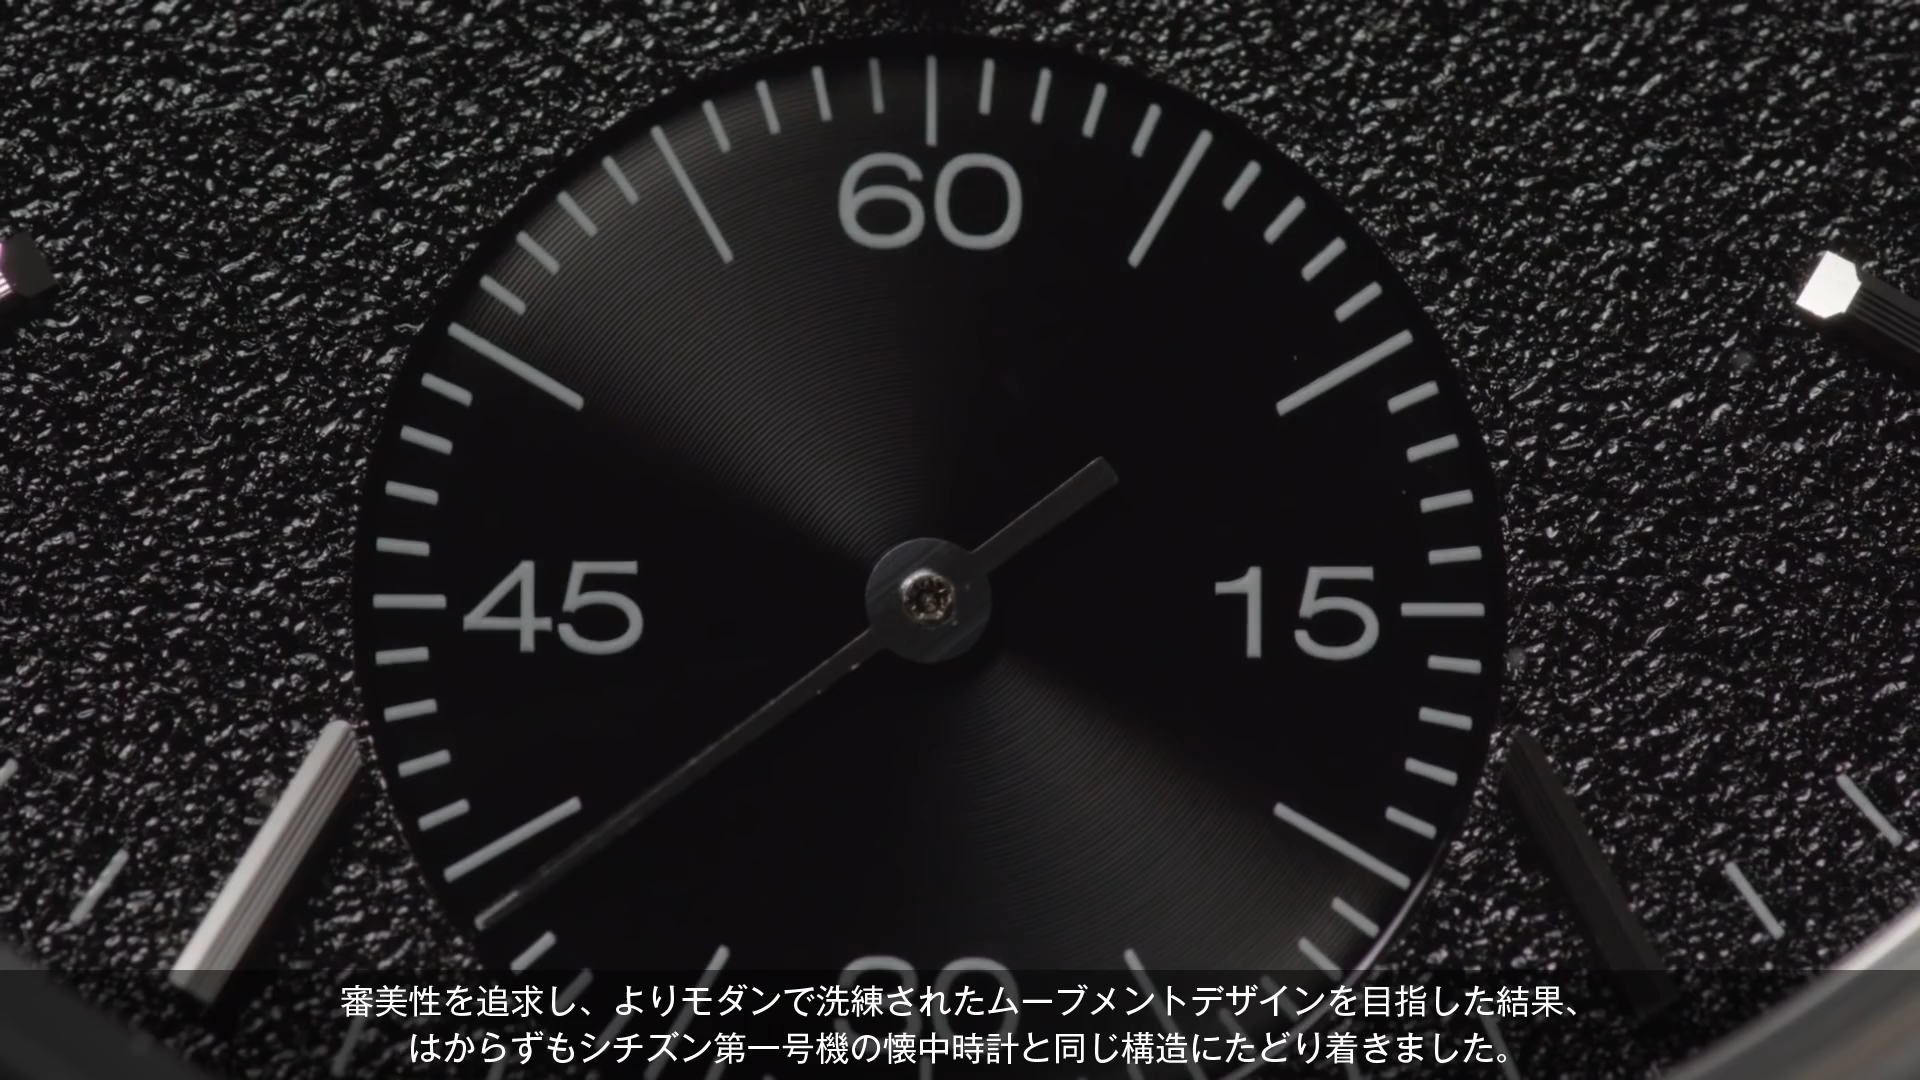 60
45
15
30
審美性を追求し、よりモダンで洗練されたムーブメントデザインを目指した結果、
はからずもシチズン第一号機の懐中時計と同じ構造にたどり着きました。